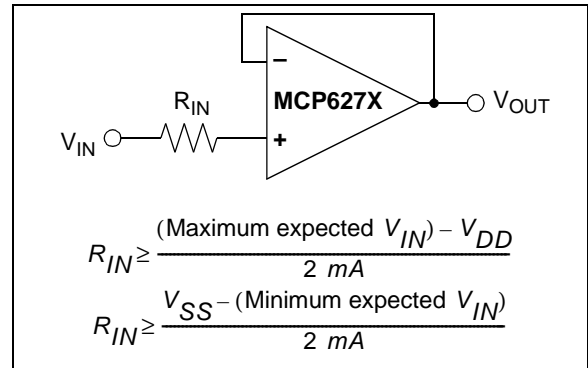 −
MCP627X
R_IN
V_OUT
V_IN
+
R_IN ≥ (Maximum expected V_IN) − V_DD
2 mA
R_IN ≥ V_SS − (Minimum expected V_IN)
2 mA